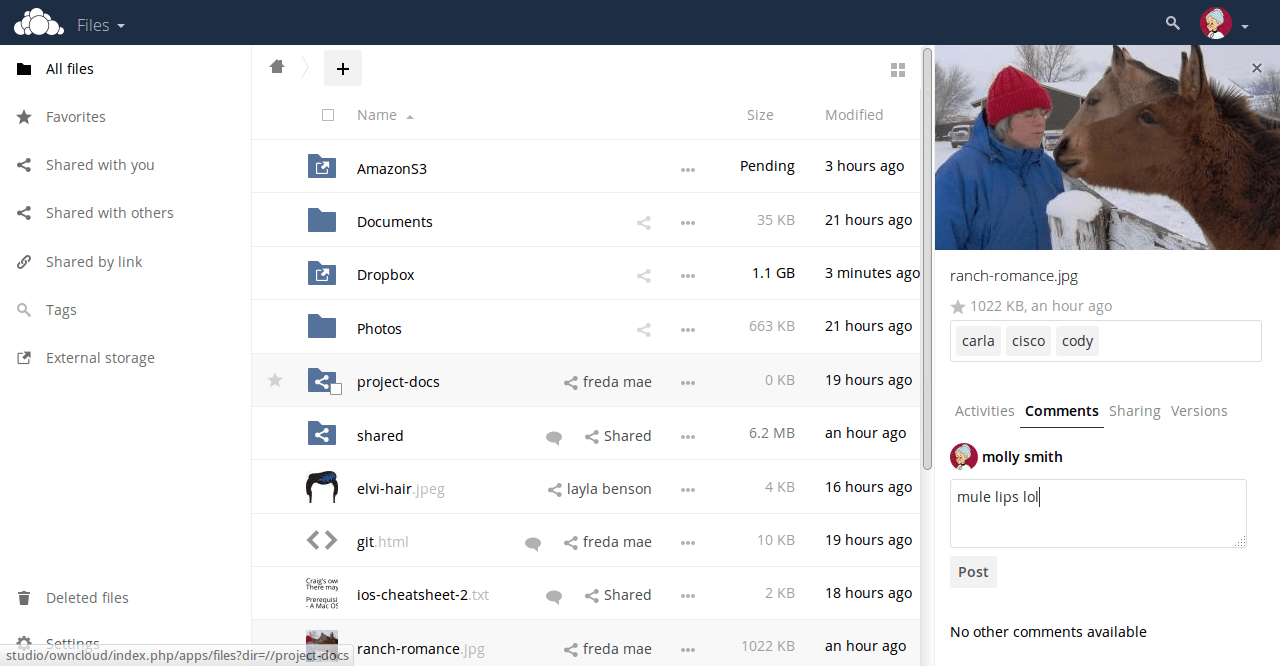 Files
All files
Favorites
Shared with you
Shared with others
Shared by link
Tags
External storage
Deleted files
Settings
studio/owncloud/index.php/apps/files?dir=//project-docs
+
Name Size Modified
AmazonS3 ••• Pending 3 hours ago
Documents ••• 35 KB 21 hours ago
Dropbox ••• 1.1 GB 3 minutes ago
Photos ••• 663 KB 21 hours ago
project-docs freda mae ••• 0 KB 19 hours ago
shared Shared ••• 6.2 MB an hour ago
elvi-hair.jpeg layla benson ••• 4 KB 16 hours ago
git.html freda mae ••• 10 KB 19 hours ago
Craig's ow
There may
Prerequisi
- A Mac OS
ios-cheatsheet-2.txt Shared ••• 2 KB 18 hours ago
ranch-romance.jpg freda mae ••• 1022 KB an hour ago
ranch-romance.jpg
1022 KB, an hour ago
carla cisco cody
Activities Comments Sharing Versions
molly smith
mule lips lol
Post
No other comments available